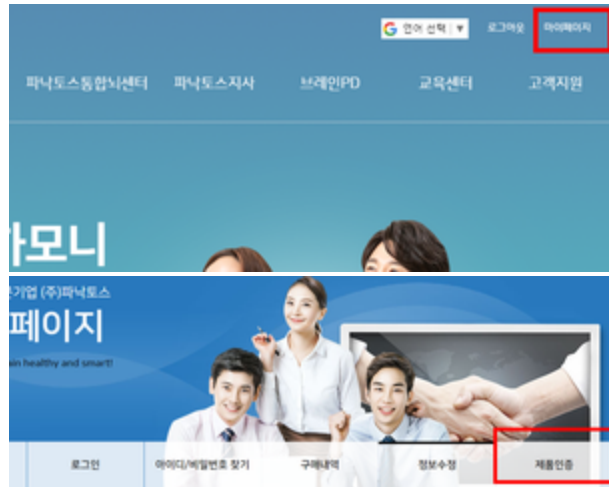 언어 선택 ▼ 로그아웃 마이페이지
파낙토스통합뇌센터 파낙토스지사 브레인PD 교육센터 고객지원
하모니
문기업 (주)파낙토스
페이지
ain healthy and smart!
로그인 아이디/비밀번호 찾기 구매내역 정보수정 제품인증